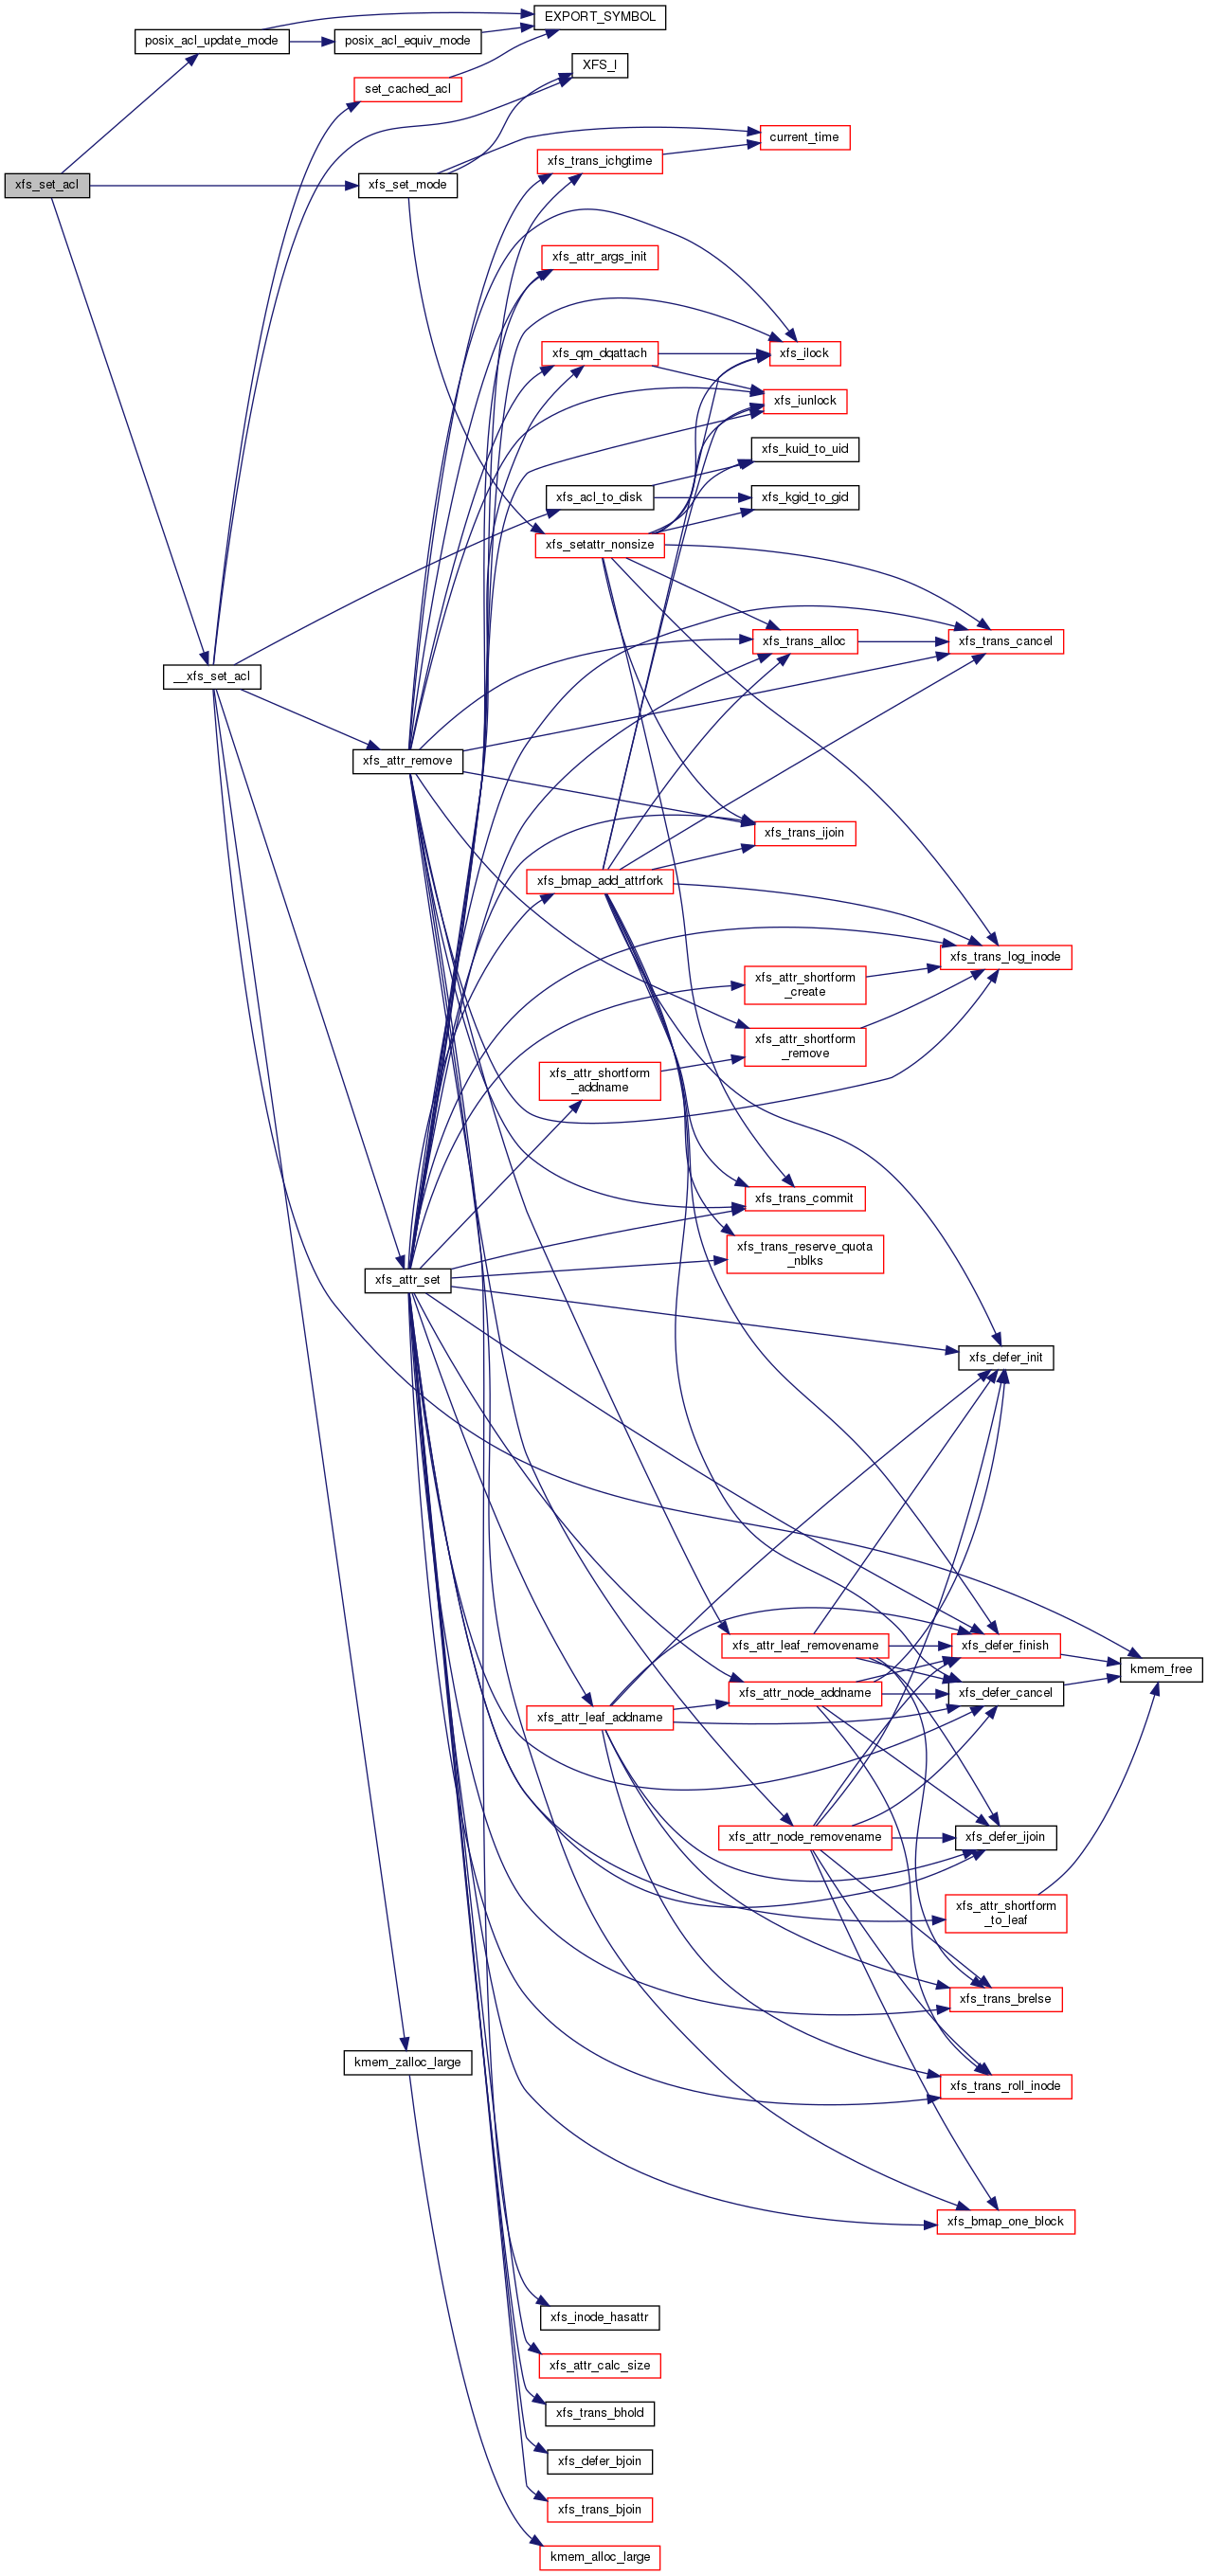 EXPORT_SYMBOL
posix_acl_update_mode
posix_acl_equiv_mode
XFS_I
set_cached_acl
current_time
xfs_trans_ichgtime
xfs_set_acl
xfs_set_mode
xfs_attr_args_init
xfs_qm_dqattach
xfs_ilock
xfs_iunlock
xfs_kuid_to_uid
xfs_acl_to_disk
xfs_kgid_to_gid
xfs_setattr_nonsize
xfs_trans_alloc
xfs_trans_cancel
__xfs_set_acl
xfs_attr_remove
xfs_trans_ijoin
xfs_bmap_add_attrfork
xfs_trans_log_inode
xfs_attr_shortform
_create
xfs_attr_shortform
_remove
xfs_attr_shortform
_addname
xfs_trans_commit
xfs_trans_reserve_quota
_nblks
xfs_attr_set
xfs_defer_init
xfs_attr_leaf_removename
xfs_defer_finish
kmem_free
xfs_attr_node_addname
xfs_defer_cancel
xfs_attr_leaf_addname
xfs_attr_node_removename
xfs_defer_ijoin
xfs_attr_shortform
_to_leaf
xfs_trans_brelse
kmem_zalloc_large
xfs_trans_roll_inode
xfs_bmap_one_block
xfs_inode_hasattr
xfs_attr_calc_size
xfs_trans_bhold
xfs_defer_bjoin
xfs_trans_bjoin
kmem_alloc_large